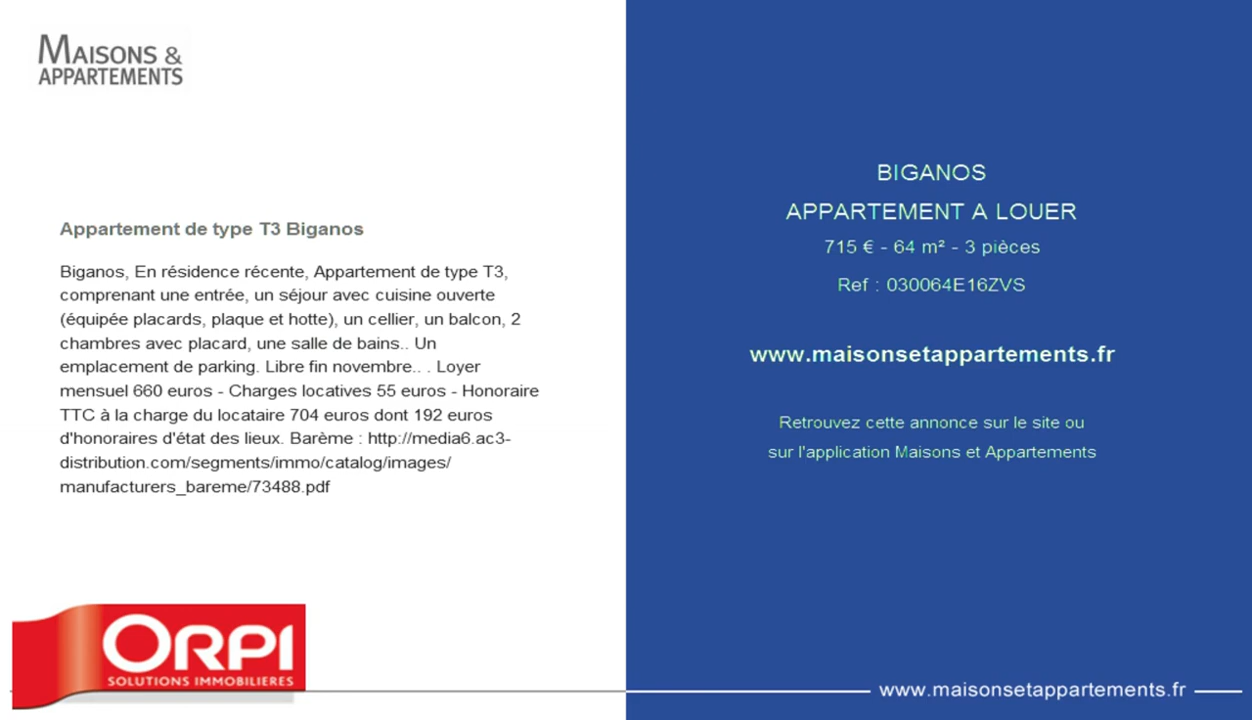 MAISONS &
APPARTEMENTS
Appartement de type T3 Biganos
Biganos, En résidence récente, Appartement de type T3,
comprenant une entrée, un séjour avec cuisine ouverte
(équipée placards, plaque et hotte), un cellier, un balcon, 2
chambres avec placard, une salle de bains.. Un
emplacement de parking. Libre fin novembre.. . Loyer
mensuel 660 euros - Charges locatives 55 euros - Honoraire
TTC à la charge du locataire 704 euros dont 192 euros
d'honoraires d'état des lieux. Barème : http://media6.ac3-
distribution.com/segments/immo/catalog/images/
manufacturers_bareme/73488.pdf
ORPI
SOLUTIONS IMMOBILIERES
BIGANOS
APPARTEMENT A LOUER
715 € - 64 m² - 3 pièces
Ref : 030064E16ZVS
www.maisonsetappartements.fr
Retrouvez cette annonce sur le site ou
sur l'application Maisons et Appartements
www.maisonsetappartements.fr